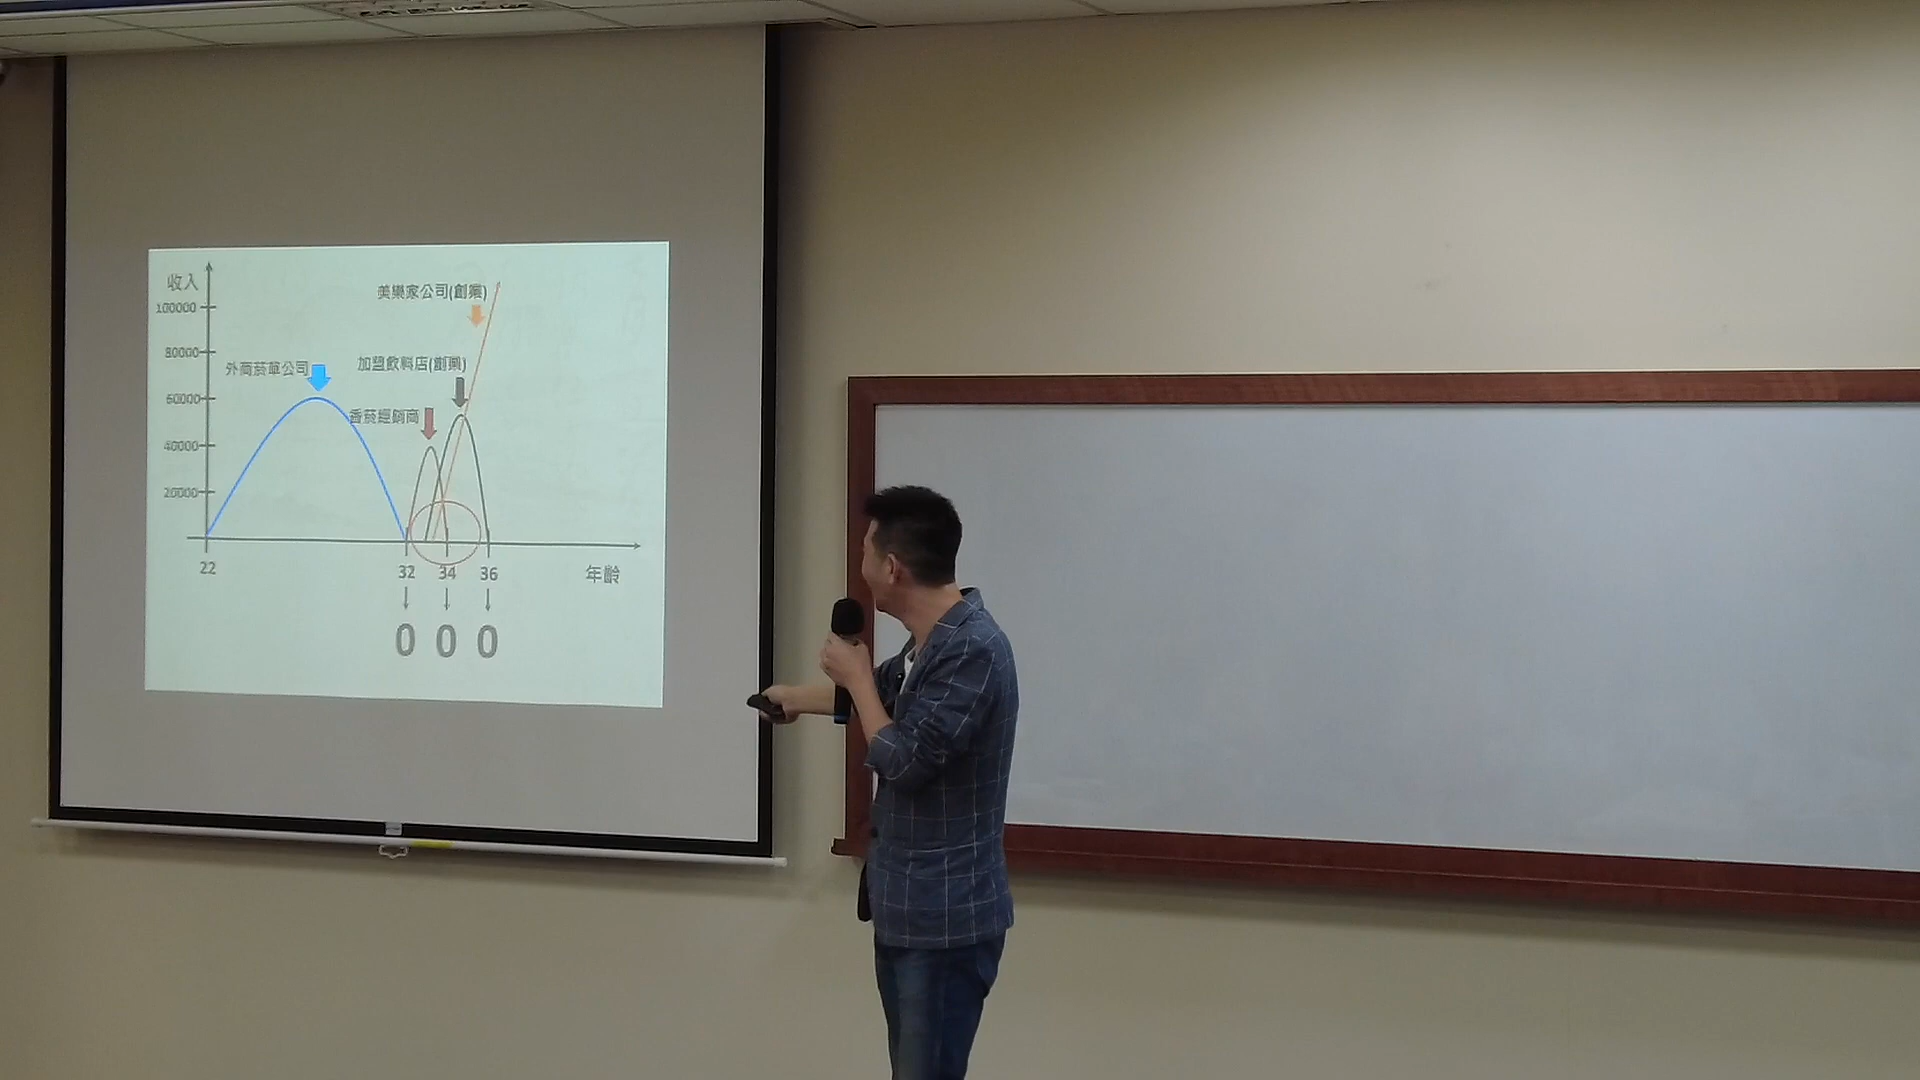 收入
100000
美樂家公司(創業)
80000
外商菸草公司
加盟飲料店(創業)
60000
香菸經銷商
40000
20000
22
32
34
36
年齡
0
0
0